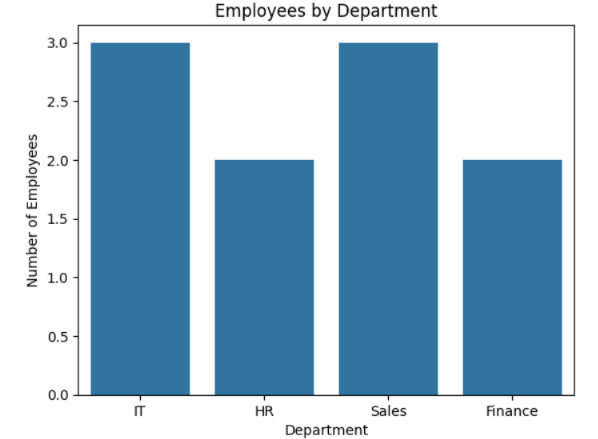 Employees by Department
Number of Employees
3.0
2.5
2.0
1.5
1.0
0.5
0.0
IT HR Sales Finance
Department